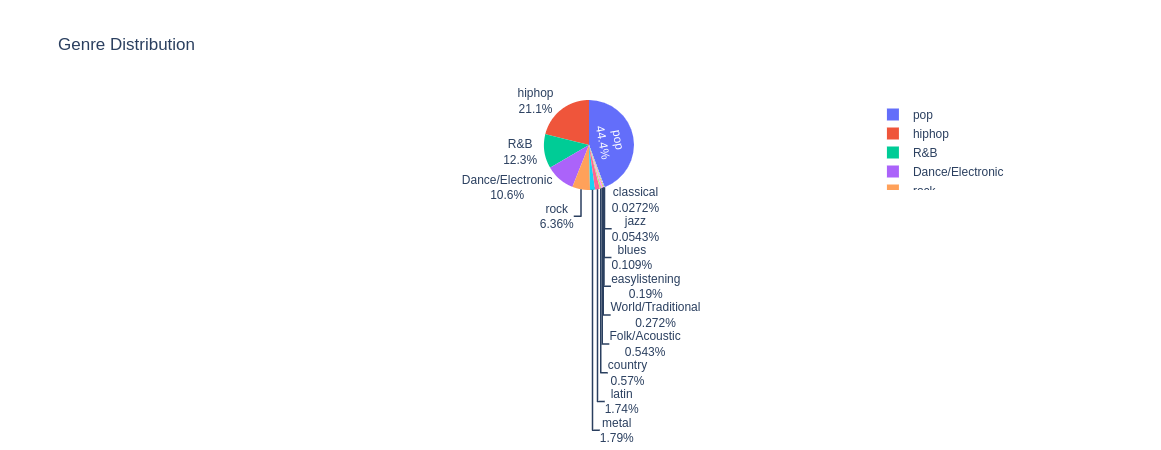 Genre Distribution
hiphop
21.1%
pop
44.4%
R&B
12.3%
Dance/Electronic
10.6%
rock
6.36%
classical
0.0272%
jazz
0.0543%
blues
0.109%
easylistening
0.19%
World/Traditional
0.272%
Folk/Acoustic
0.543%
country
0.57%
latin
1.74%
metal
1.79%
pop
hiphop
R&B
Dance/Electronic
rock